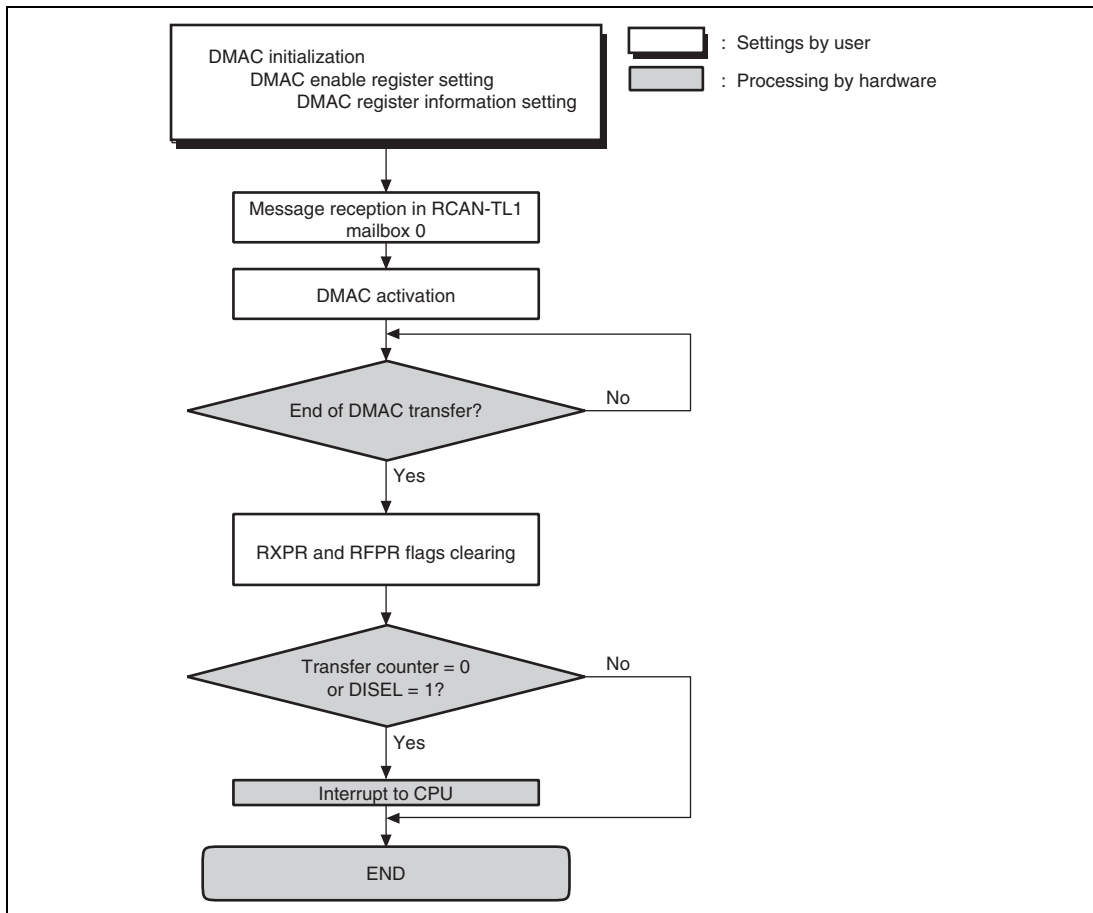 DMAC initialization
DMAC enable register setting
DMAC register information setting
: Settings by user
: Processing by hardware
Message reception in RCAN-TL1
mailbox 0
DMAC activation
End of DMAC transfer?
No
Yes
RXPR and RFPR flags clearing
Transfer counter = 0
or DISEL = 1?
No
Yes
Interrupt to CPU
END